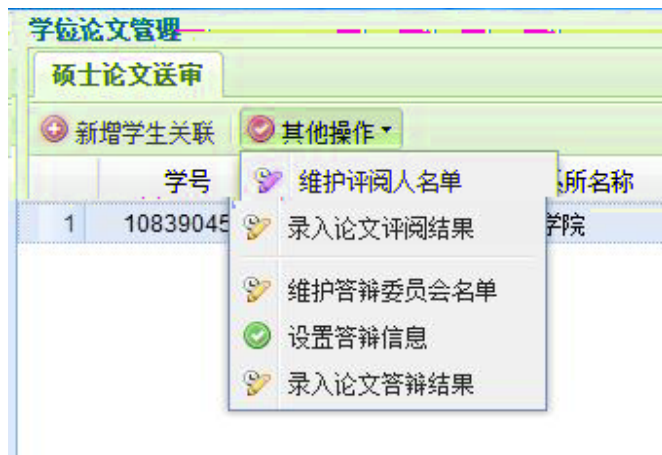 学位论文管理
硕士论文送审
新增学生关联 其他操作
学号 维护评阅人名单 所名称
1 10839045 录入论文评阅结果 学院
维护答辩委员会名单
设置答辩信息
录入论文答辩结果